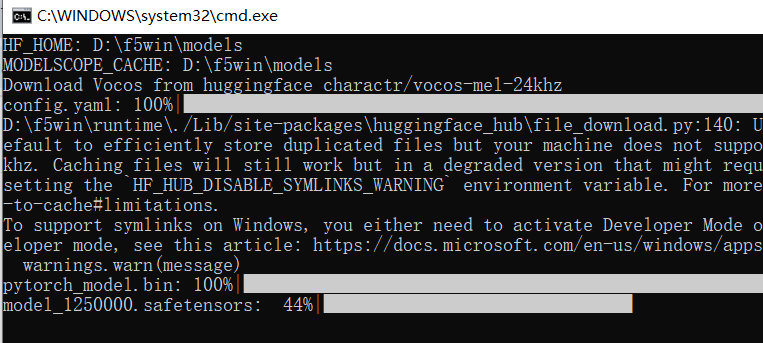 C:\WINDOWS\system32\cmd.exe
HF_HOME: D:\f5win\models
MODELSCOPE_CACHE: D:\f5win\models
Download Vocos from huggingface charactr/vocos-mel-24khz
config.yaml: 100%|
D:\f5win\runtime\./Lib/site-packages\huggingface_hub\file_download.py:140: U
efault to efficiently store duplicated files but your machine does not suppo
khz. Caching files will still work but in a degraded version that might requ
setting the `HF_HUB_DISABLE_SYMLINKS_WARNING` environment variable. For more
-to-cache#limitations.
To support symlinks on Windows, you either need to activate Developer Mode o
eloper mode, see this article: https://docs.microsoft.com/en-us/windows/apps
warnings.warn(message)
pytorch_model.bin: 100%|
model_1250000.safetensors:  44%|